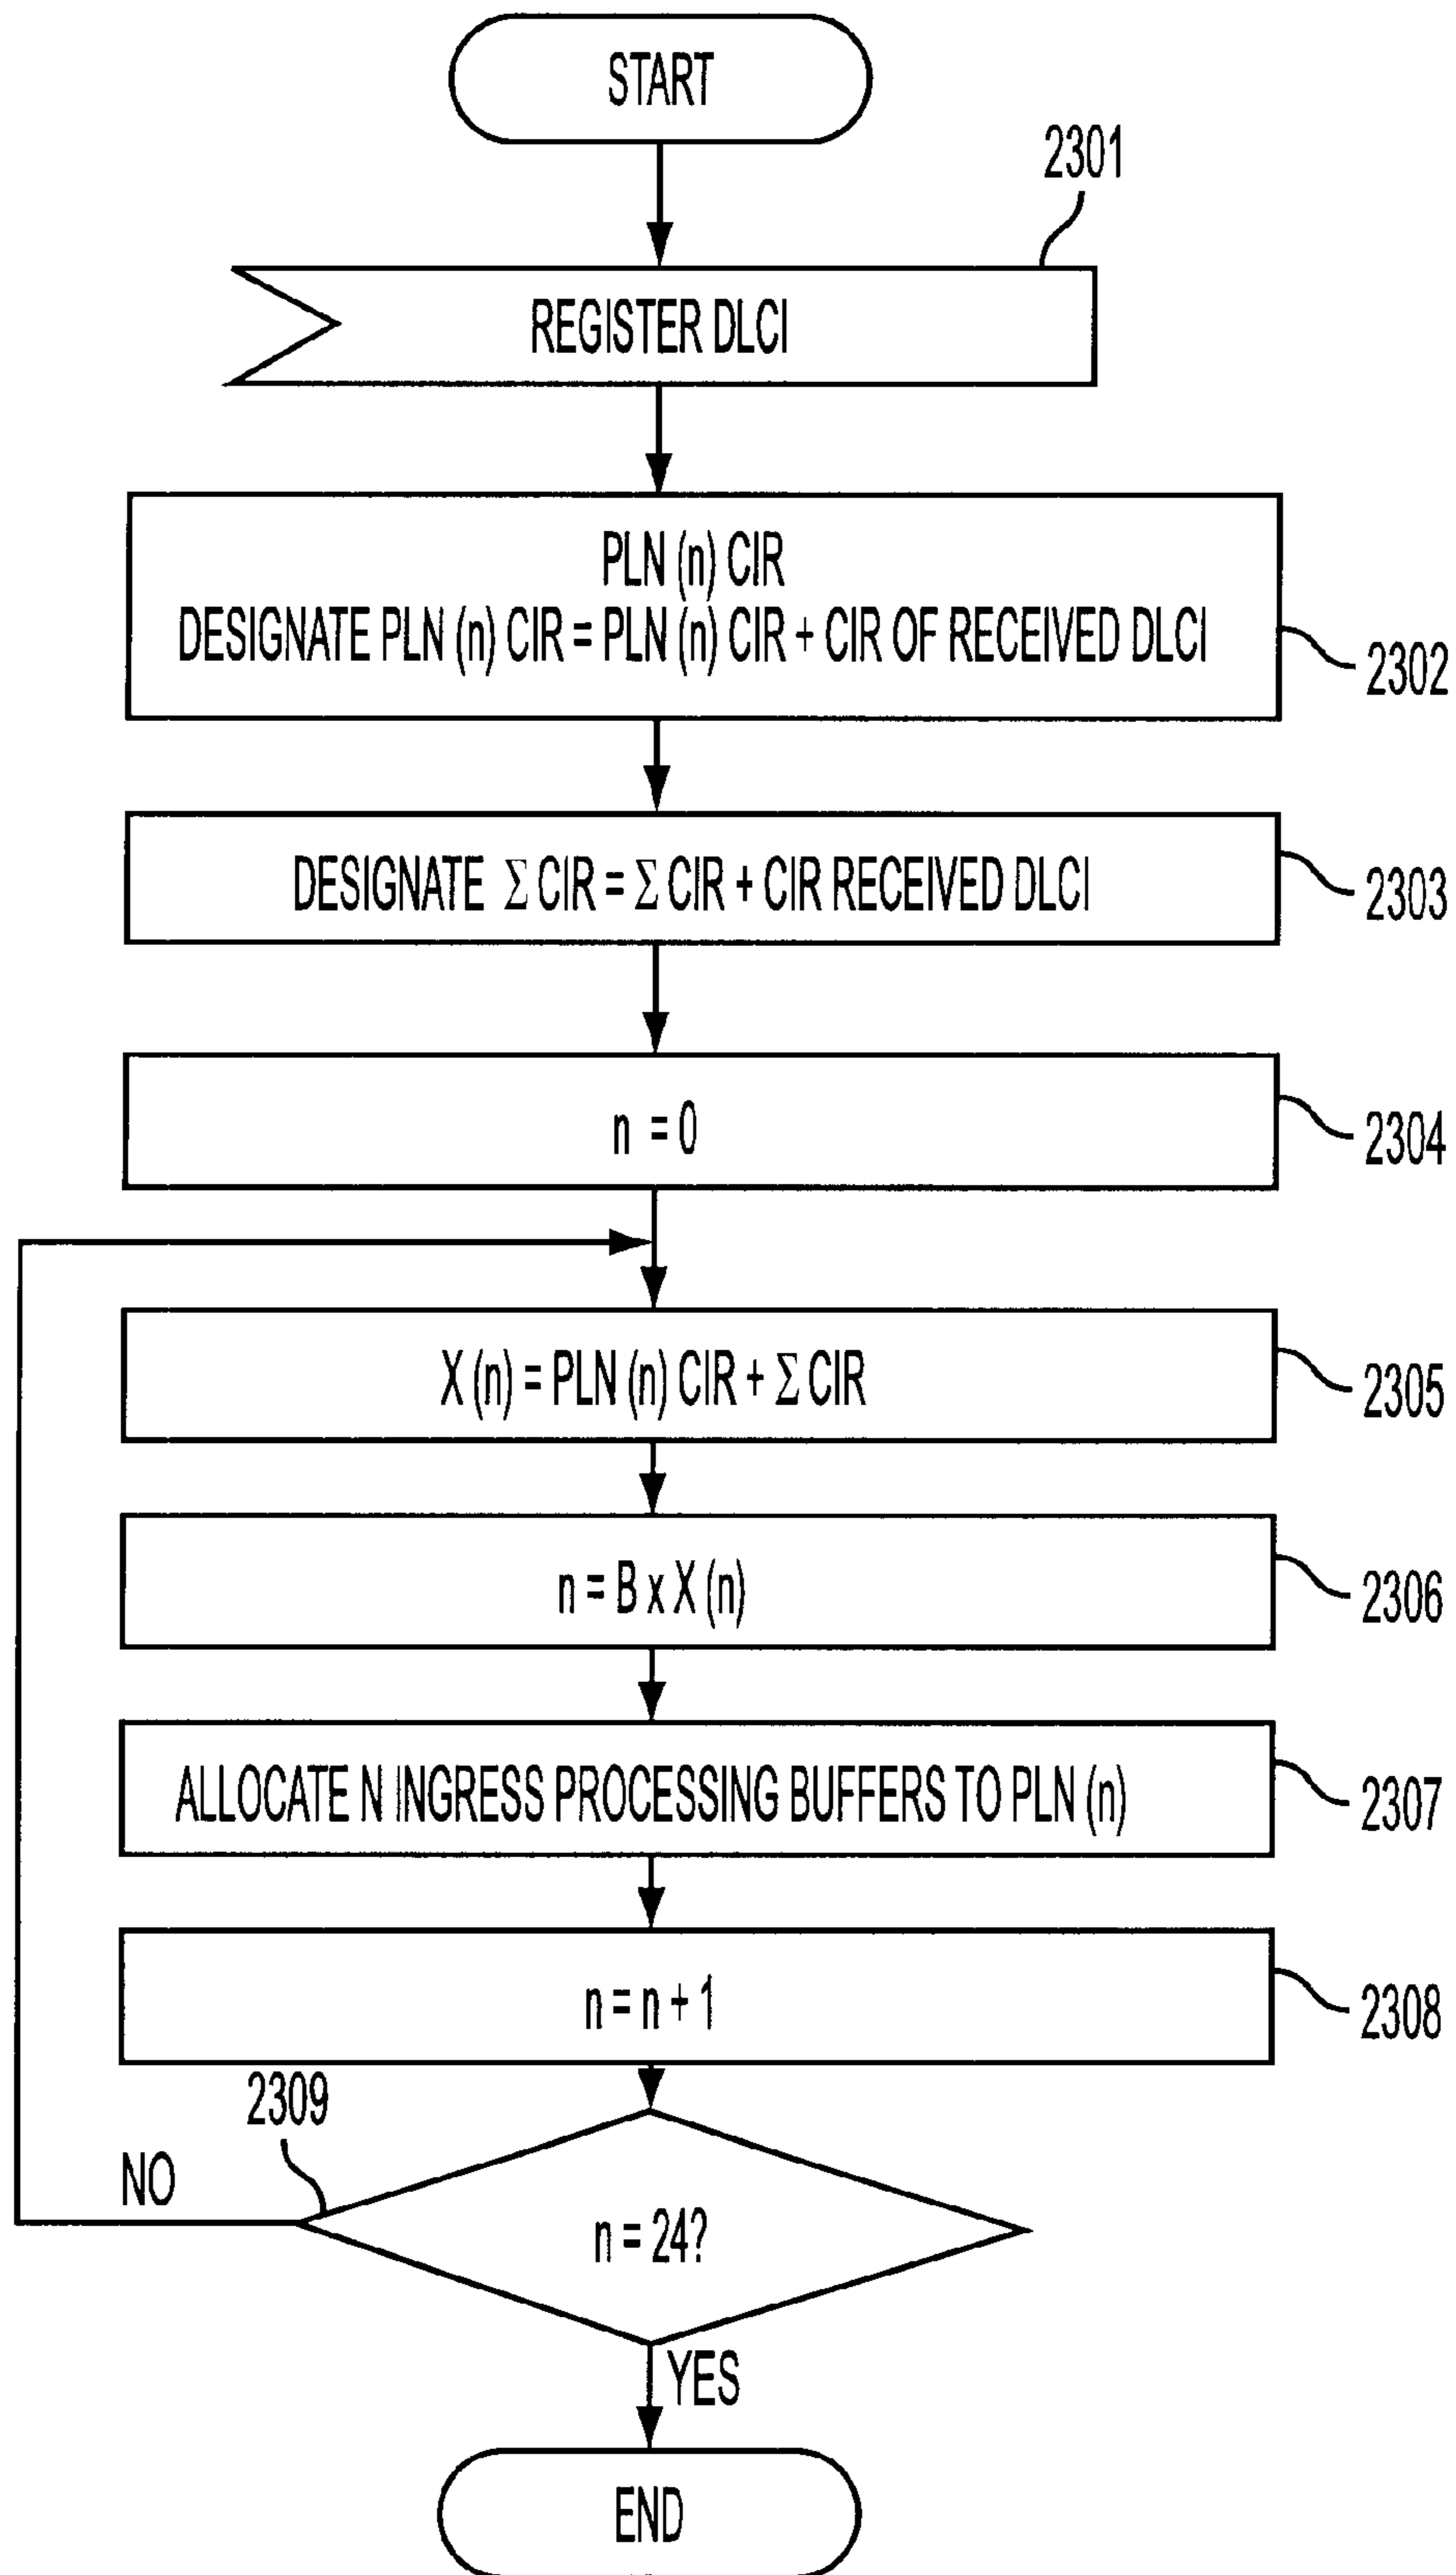 START
2301
REGISTER DLCI
PLN (n) CIR
DESIGNATE PLN (n) CIR = PLN (n) CIR + CIR OF RECEIVED DLCI
2302
DESIGNATE Σ CIR = Σ CIR + CIR RECEIVED DLCI
2303
n = 0
2304
X (n) = PLN (n) CIR + Σ CIR
2305
n = B x X (n)
2306
ALLOCATE N INGRESS PROCESSING BUFFERS TO PLN (n)
2307
n = n + 1
2308
2309
NO
n = 24?
YES
END